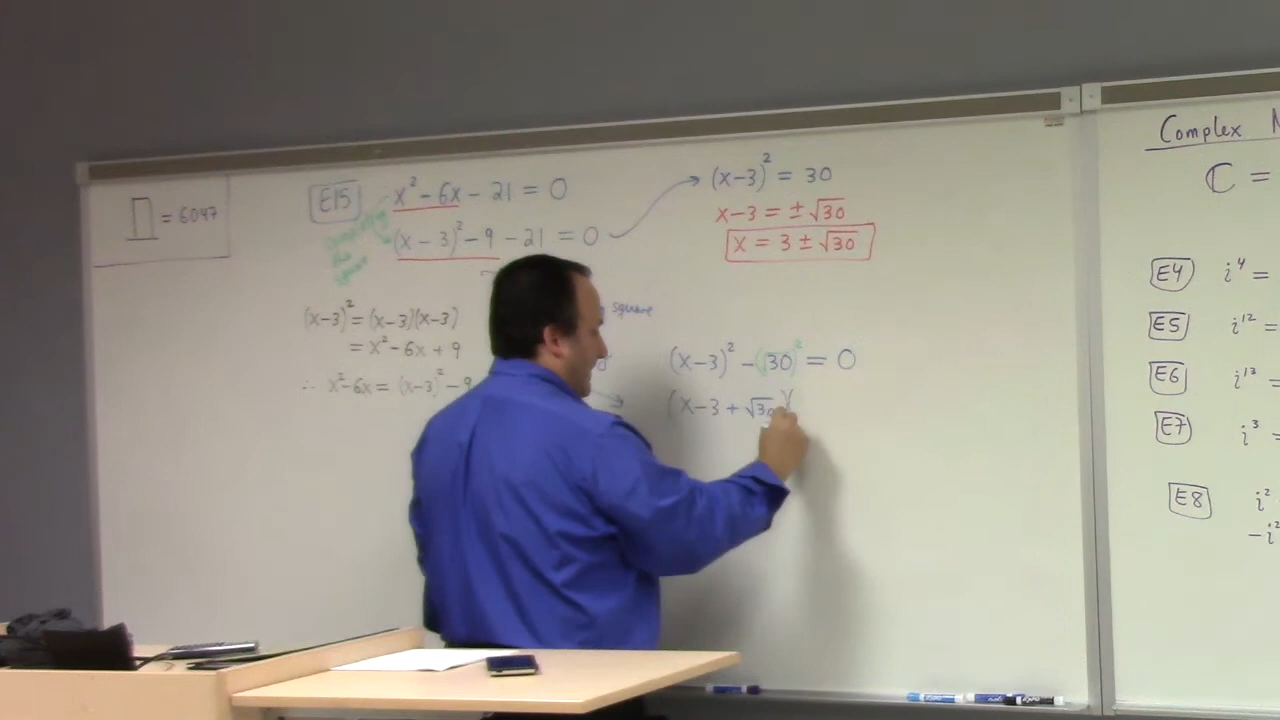 = 6047
E15 x² - 6x - 21 = 0
(x - 3)² - 9 - 21 = 0
completing the square
(x-3)² = (x-3)(x-3)
= x² - 6x + 9
∴ x² - 6x = (x-3)² - 9
(x-3)² = 30
x-3 = ± √30
x = 3 ± √30
square
(x-3)² - (√30)² = 0
(x-3 + √30)(
Complex
ℂ =
E4 i⁴ =
E5 i¹² =
E6 i¹³ =
E7 i³ =
E8 i²
-i²